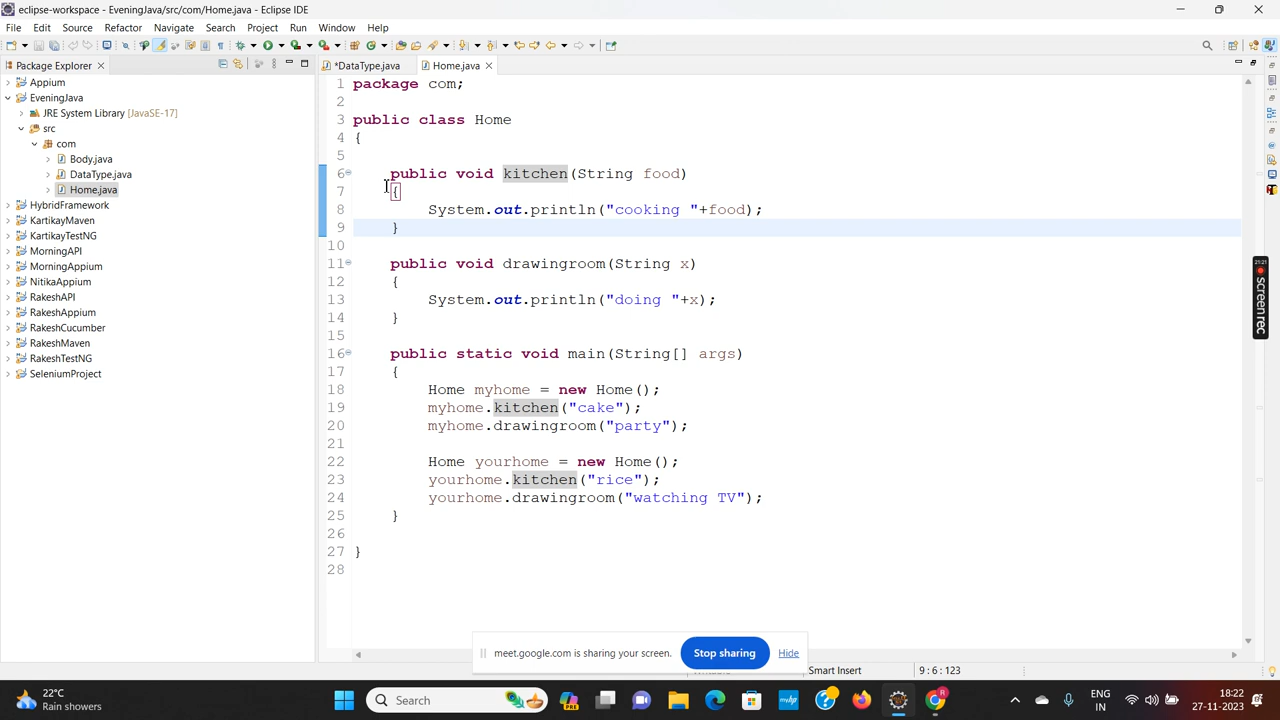 eclipse-workspace - EveningJava/src/com/Home.java - Eclipse IDE
File Edit Source Refactor Navigate Search Project Run Window Help
Package Explorer
*DataType.java Home.java
Appium
EveningJava
JRE System Library [JavaSE-17]
src
com
Body.java
DataType.java
Home.java
HybridFramework
KartikayMaven
KartikayTestNG
MorningAPI
MorningAppium
NitikaAppium
RakeshAPI
RakeshAppium
RakeshCucumber
RakeshMaven
RakeshTestNG
SeleniumProject
1 package com;
2
3 public class Home
4 {
5
6 public void kitchen(String food)
7 {
8 System.out.println("cooking "+food);
9 }
10
11 public void drawingroom(String x)
12 {
13 System.out.println("doing "+x);
14 }
15
16 public static void main(String[] args)
17 {
18 Home myhome = new Home();
19 myhome.kitchen("cake");
20 myhome.drawingroom("party");
21
22 Home yourhome = new Home();
23 yourhome.kitchen("rice");
24 yourhome.drawingroom("watching TV");
25 }
26
27 }
28
21:21
screenrec
meet.google.com is sharing your screen. Stop sharing Hide
Smart Insert 9 : 6 : 123
22°C
Rain showers
Search
ENG
IN
18:22
27-11-2023